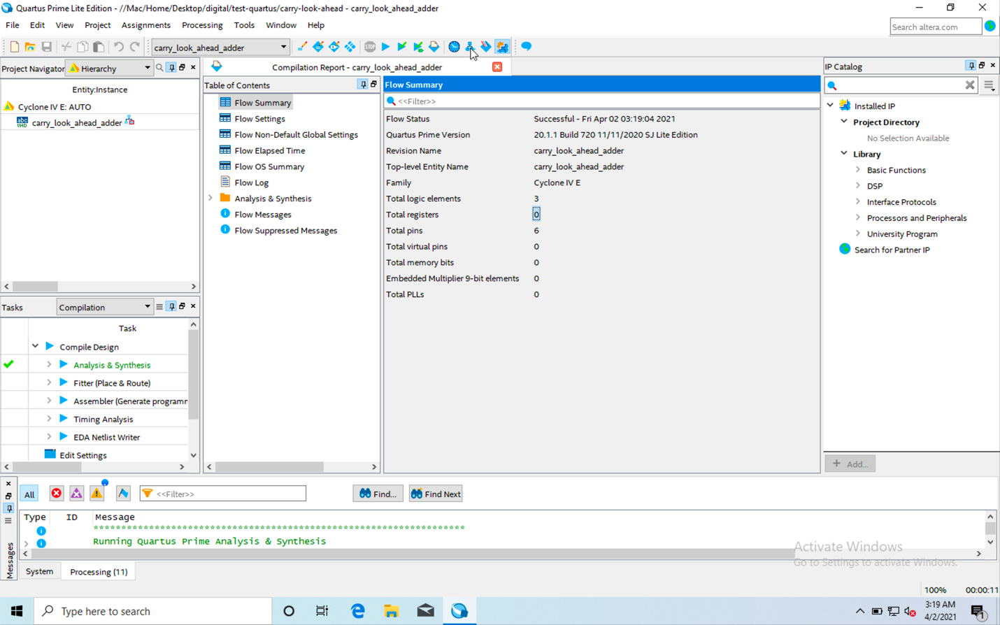 Quartus Prime Lite Edition - //Mac/Home/Desktop/digital/test-quartus/carry-look-ahead - carry_look_ahead_adder
File Edit View Project Assignments Processing Tools Window Help
Search altera.com
carry_look_ahead_adder
STOP
Project Navigator
Hierarchy
Entity:Instance
Cyclone IV E: AUTO
abc
VHD
carry_look_ahead_adder
Compilation Report - carry_look_ahead_adder
Table of Contents
Flow Summary
Flow Settings
Flow Non-Default Global Settings
Flow Elapsed Time
Flow OS Summary
Flow Log
Analysis & Synthesis
Flow Messages
Flow Suppressed Messages
Flow Summary
<<Filter>>
Flow Status Successful - Fri Apr 02 03:19:04 2021
Quartus Prime Version 20.1.1 Build 720 11/11/2020 SJ Lite Edition
Revision Name carry_look_ahead_adder
Top-level Entity Name carry_look_ahead_adder
Family Cyclone IV E
Total logic elements 3
Total registers 0
Total pins 6
Total virtual pins 0
Total memory bits 0
Embedded Multiplier 9-bit elements 0
Total PLLs 0
IP Catalog
Installed IP
Project Directory
No Selection Available
Library
Basic Functions
DSP
Interface Protocols
Processors and Peripherals
University Program
Search for Partner IP
+ Add...
Tasks
Compilation
Task
Compile Design
Analysis & Synthesis
Fitter (Place & Route)
Assembler (Generate programm
Timing Analysis
EDA Netlist Writer
Edit Settings
All
<<Filter>>
Find...
Find Next
Type ID Message
*******************************************************************
Running Quartus Prime Analysis & Synthesis
Messages
System
Processing (11)
Activate Windows
Go to Settings to activate Windows.
100% 00:00:11
Type here to search
3:19 AM
4/2/2021
1